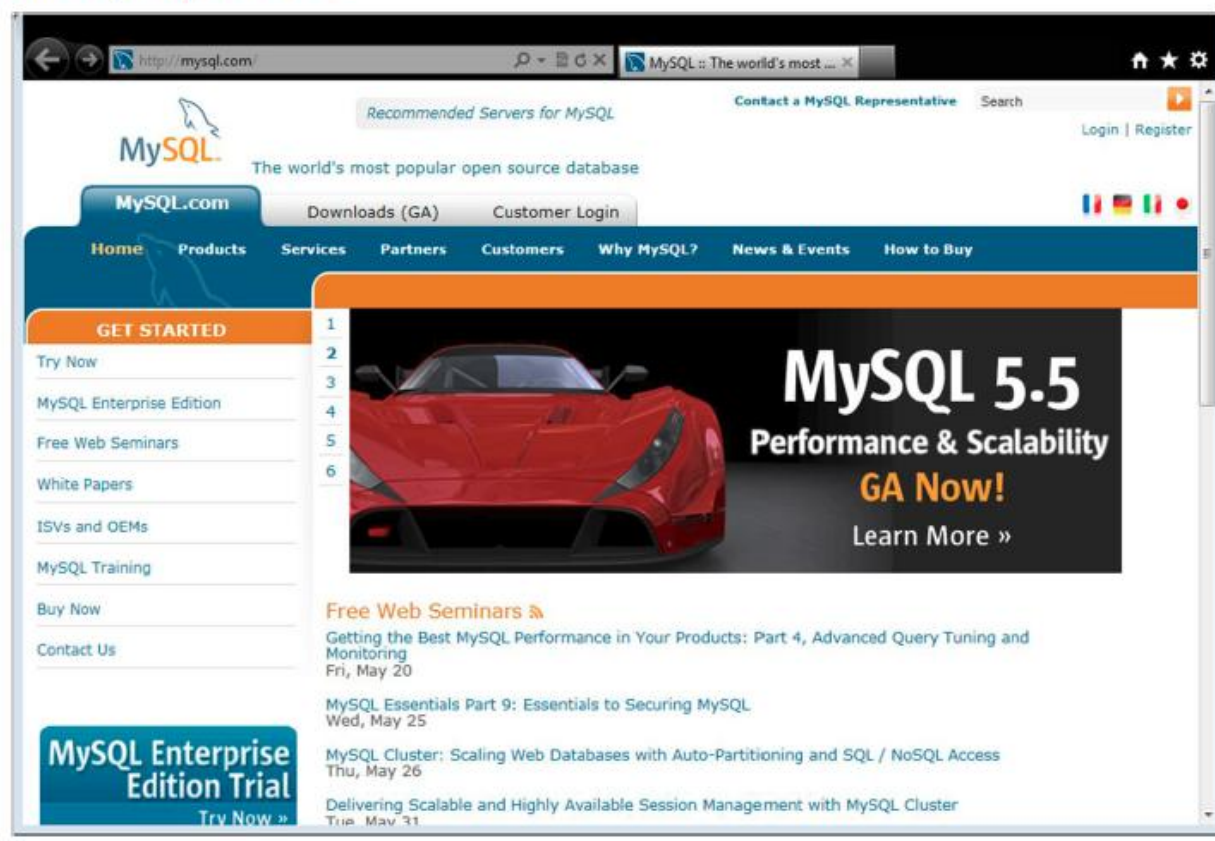 http://mysql.com/
MySQL :: The world's most ...
MySQL
Recommended Servers for MySQL
Contact a MySQL Representative
Search
Login | Register
The world's most popular open source database
MySQL.com
Downloads (GA)
Customer Login
Home Products Services Partners Customers Why MySQL? News & Events How to Buy
GET STARTED
Try Now
MySQL Enterprise Edition
Free Web Seminars
White Papers
ISVs and OEMs
MySQL Training
Buy Now
Contact Us
MySQL Enterprise
Edition Trial
Try Now »
1
2
3
4
5
6
MySQL 5.5
Performance & Scalability
GA Now!
Learn More »
Free Web Seminars
Getting the Best MySQL Performance in Your Products: Part 4, Advanced Query Tuning and
Monitoring
Fri, May 20
MySQL Essentials Part 9: Essentials to Securing MySQL
Wed, May 25
MySQL Cluster: Scaling Web Databases with Auto-Partitioning and SQL / NoSQL Access
Thu, May 26
Delivering Scalable and Highly Available Session Management with MySQL Cluster
Tue, May 31